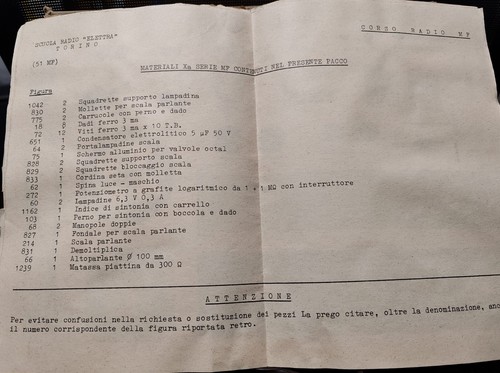 SCUOLA RADIO "ELETTRA"
TORINO
CORSO RADIO MF
(51 MF)
MATERIALI Xa SERIE MF CONTENUTI NEL PRESENTE PACCO
Figura
1042 2 Squadrette supporto lampadina
830 2 Mollette per scala parlante
775 2 Carrucole con perno e dado
18 2 Dadi ferro 3 ma
72 12 Viti ferro 3 ma x 10 T.B.
651 1 Condensatore elettrolitico 5 µF 50 V
64 2 Portalampadine scala
75 1 Schermo alluminio per valvole octal
828 2 Squadrette supporto scala
829 2 Squadrette bloccaggio scala
833 1 Cordina seta con molletta
62 1 Spina luce - maschio
272 1 Potenziometro a grafite logaritmico da 1 + 1 MΩ con interruttore
60 2 Lampadine 6,3 V 0,3 A
1162 1 Indice di sintonia con carrello
103 1 Perno per sintonia con boccola e dado
68 2 Manopole doppie
827 1 Fondale per scala parlante
214 1 Scala parlante
831 1 Demoltiplica
66 1 Altoparlante Ø 100 mm
1239 1 Matassa piattina da 300 Ω
ATTENZIONE
Per evitare confusioni nella richiesta o sostituzione dei pezzi La prego citare, oltre la denominazione, anc
il numero corrispondente della figura riportata retro.